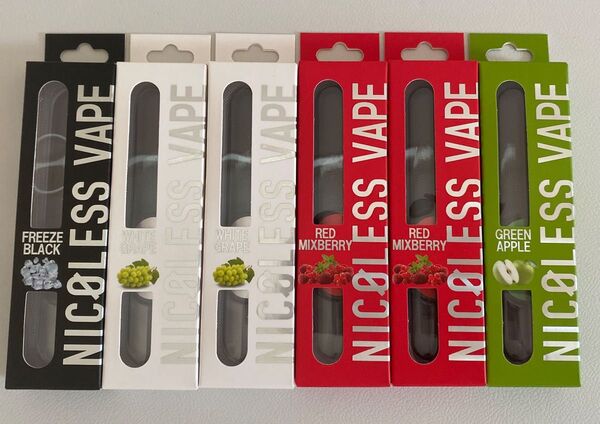 FREEZE
BLACK
NICØLESS VAPE
WHITE
GRAPE
NICØLESS VAPE
WHITE
GRAPE
NICØLESS VAPE
RED
MIXBERRY
NICØLESS VAPE
RED
MIXBERRY
NICØLESS VAPE
GREEN
APPLE
NICØLESS VAPE